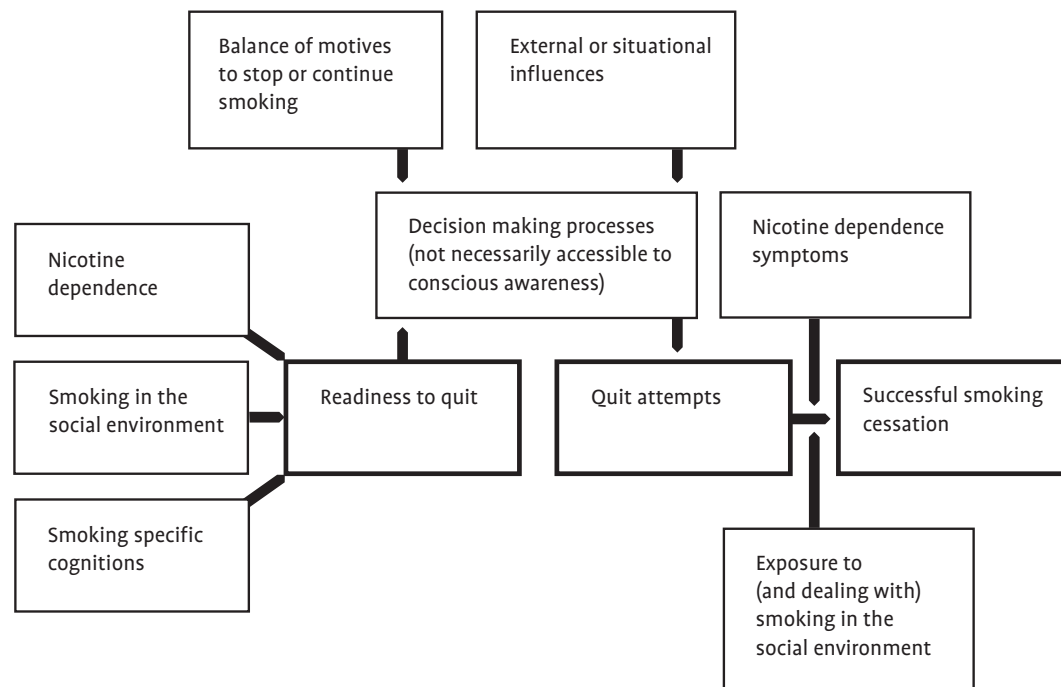 Balance of motives
to stop or continue
smoking
External or situational
influences
Decision making processes
(not necessarily accessible to
conscious awareness)
Nicotine dependence
symptoms
Nicotine
dependence
Smoking in the
social environment
Readiness to quit
Quit attempts
Successful smoking
cessation
Smoking specific
cognitions
Exposure to
(and dealing with)
smoking in the
social environment